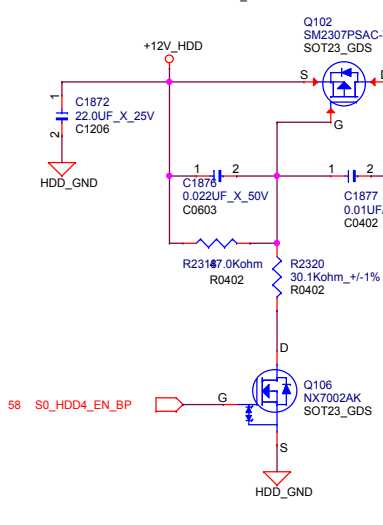 Q102
SM2307PSAC-
SOT23_GDS
+12V_HDD
S
D
G
1
2
C1872
22.0UF_X_25V
C1206
HDD_GND
1 2
C1876
0.022UF_X_50V
C0603
1 2
C1877
0.01UF
C0402
47.0Kohm
R0402
R2320
30.1Kohm_+/-1%
R0402
D
Q106
NX7002AK
SOT23_GDS
58 S0_HDD4_EN_BP
G
S
HDD_GND